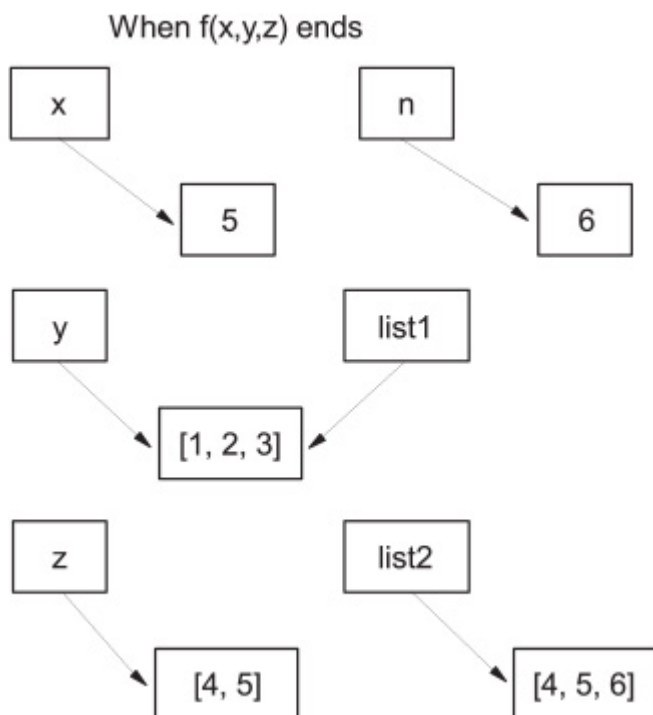 When f(x,y,z) ends
x n
5 6
y list1
[1, 2, 3]
z list2
[4, 5] [4, 5, 6]